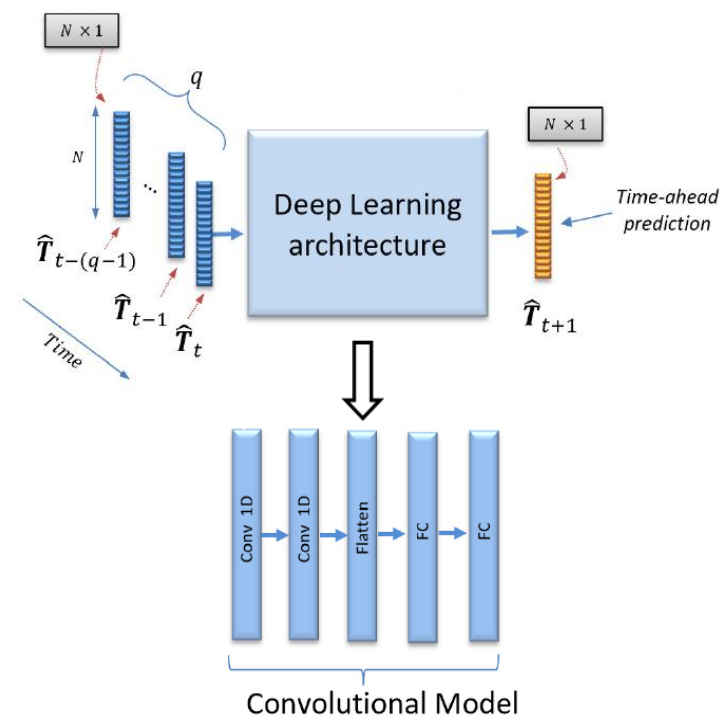 N × 1
q
N
...
T̂ₜ₋₍q₋₁₎
T̂ₜ₋₁
T̂ₜ
Time
Deep Learning
architecture
N × 1
Time-ahead
prediction
T̂ₜ₊₁
Conv 1D
Conv 1D
Flatten
FC
FC
Convolutional Model